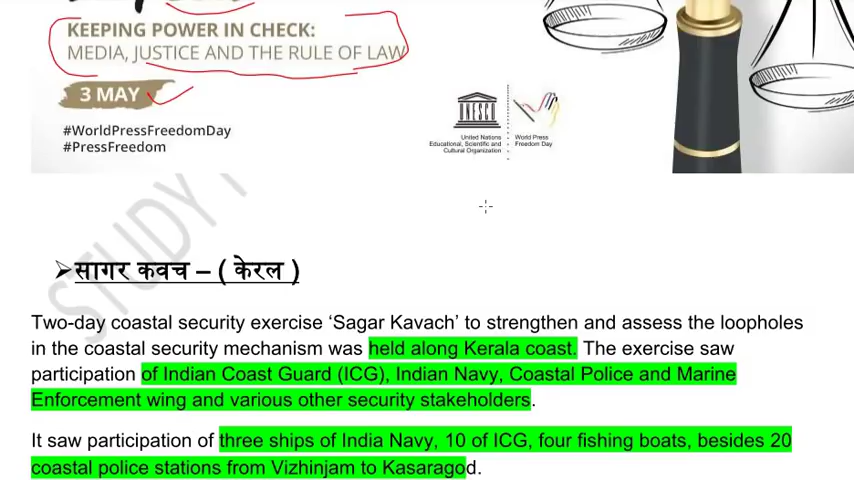 KEEPING POWER IN CHECK:
MEDIA, JUSTICE AND THE RULE OF LAW
3 MAY
#WorldPressFreedomDay
#PressFreedom
UNESCO
United Nations
Educational, Scientific and
Cultural Organization
World Press
Freedom Day
STUDY
➤सागर कवच – ( केरल )
Two-day coastal security exercise ‘Sagar Kavach’ to strengthen and assess the loopholes
in the coastal security mechanism was held along Kerala coast. The exercise saw
participation of Indian Coast Guard (ICG), Indian Navy, Coastal Police and Marine
Enforcement wing and various other security stakeholders.
It saw participation of three ships of India Navy, 10 of ICG, four fishing boats, besides 20
coastal police stations from Vizhinjam to Kasaragod.